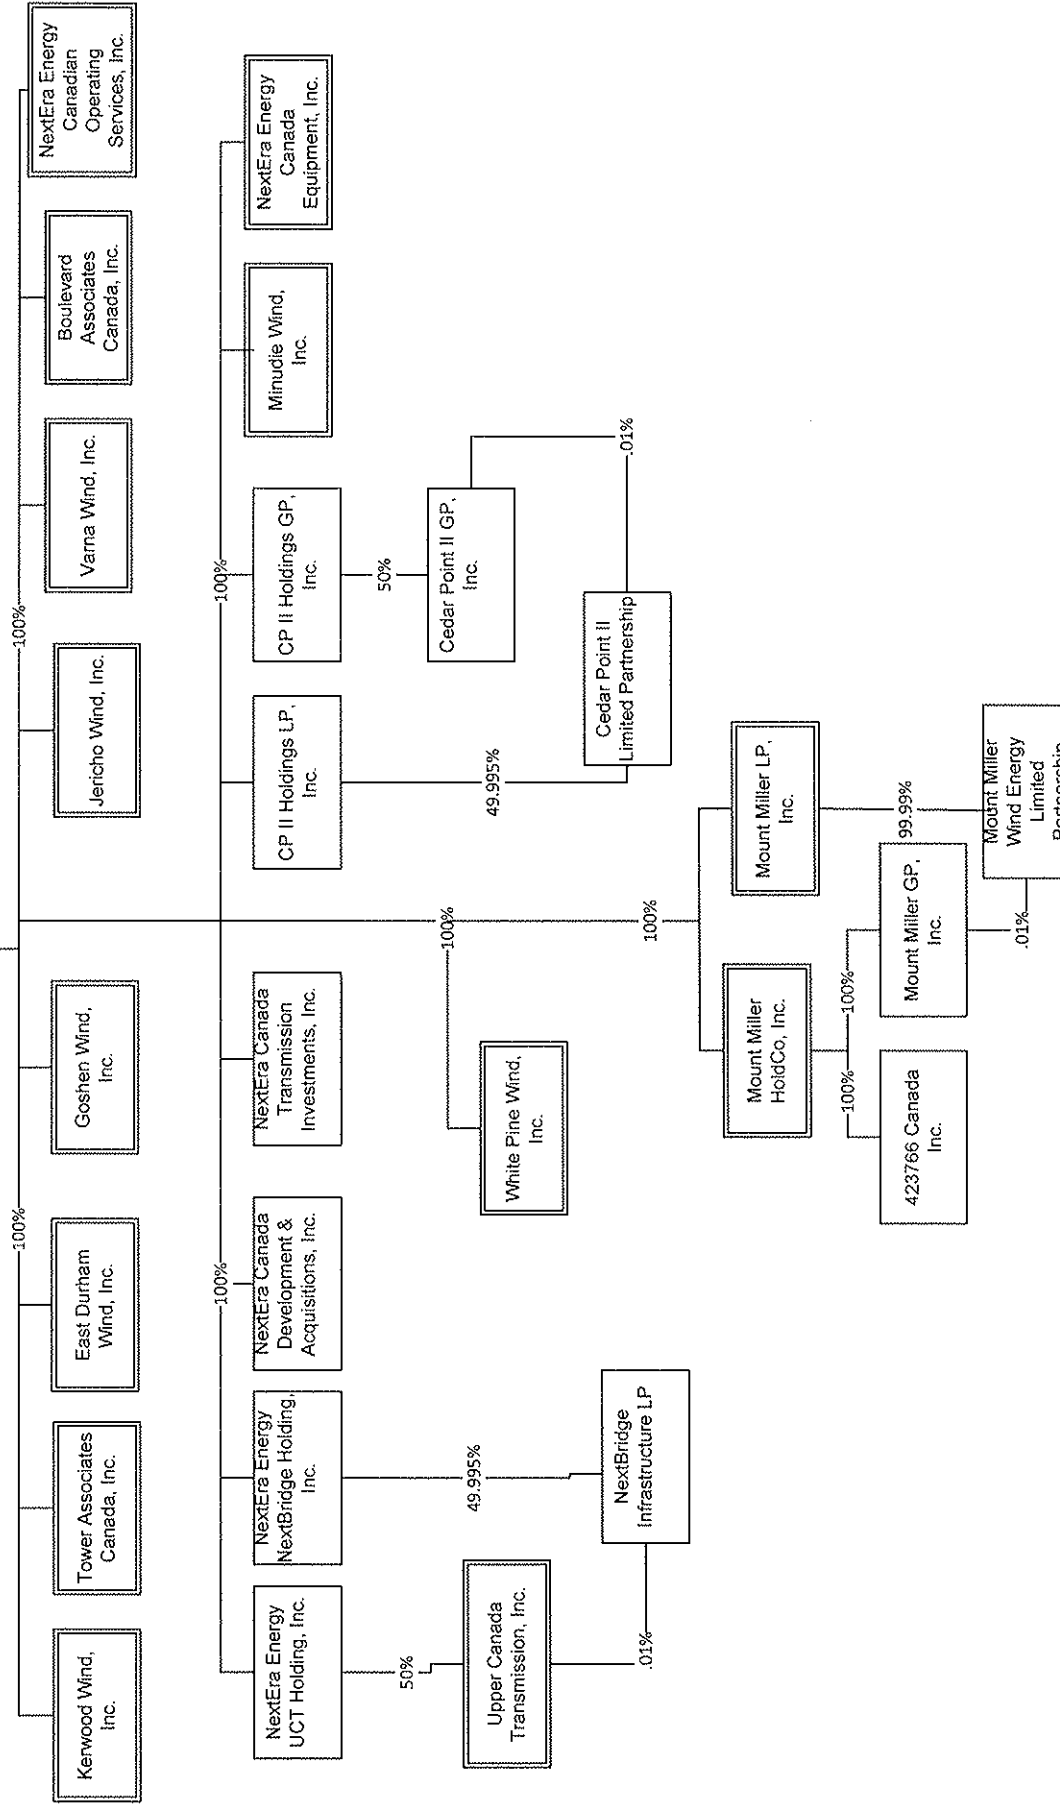 100%
100%
Kerwood Wind,
Inc.
Tower Associates
Canada, Inc.
East Durham
Wind, Inc.
Goshen Wind,
Inc.
Jericho Wind, Inc.
Varna Wind, Inc.
Boulevard
Associates
Canada, Inc.
NextEra Energy
Canadian
Operating
Services, Inc.
100%
100%
NextEra Energy
UCT Holding, Inc.
NextEra Energy
NextBridge Holding,
Inc.
NextEra Canada
Development &
Acquisitions, Inc.
NextEra Canada
Transmission
Investments, Inc.
CP II Holdings LP,
Inc.
CP II Holdings GP,
Inc.
Minudie Wind,
Inc.
NextEra Energy
Canada
Equipment, Inc.
50%
49.995%
100%
49.995%
50%
Upper Canada
Transmission, Inc.
White Pine Wind,
Inc.
Cedar Point II GP,
Inc.
.01%
NextBridge
Infrastructure LP
Cedar Point II
Limited Partnership
.01%
100%
Mount Miller
HoldCo, Inc.
Mount Miller LP,
Inc.
100%
100%
99.99%
423766 Canada
Inc.
Mount Miller GP,
Inc.
.01%
Mount Miller
Wind Energy
Limited
Partnership